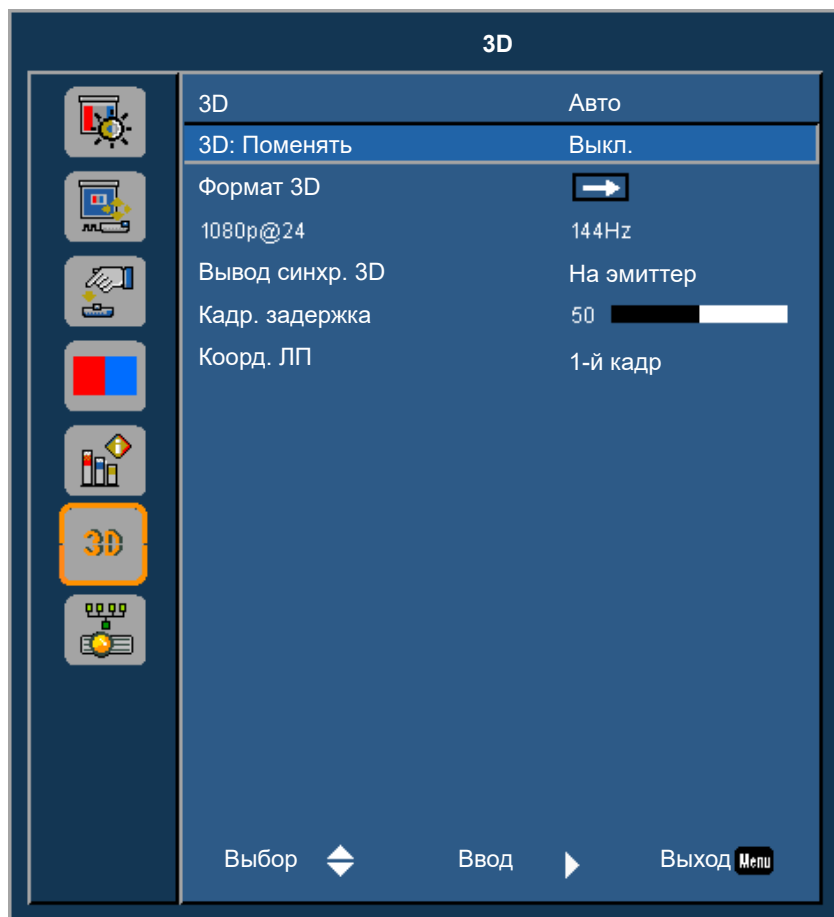 3D
3D Авто
3D: Поменять Выкл.
Формат 3D
1080p@24 144Hz
Вывод синхр. 3D На эмиттер
Кадр. задержка 50
Коорд. ЛП 1-й кадр
3D
Выбор Ввод Выход Menu